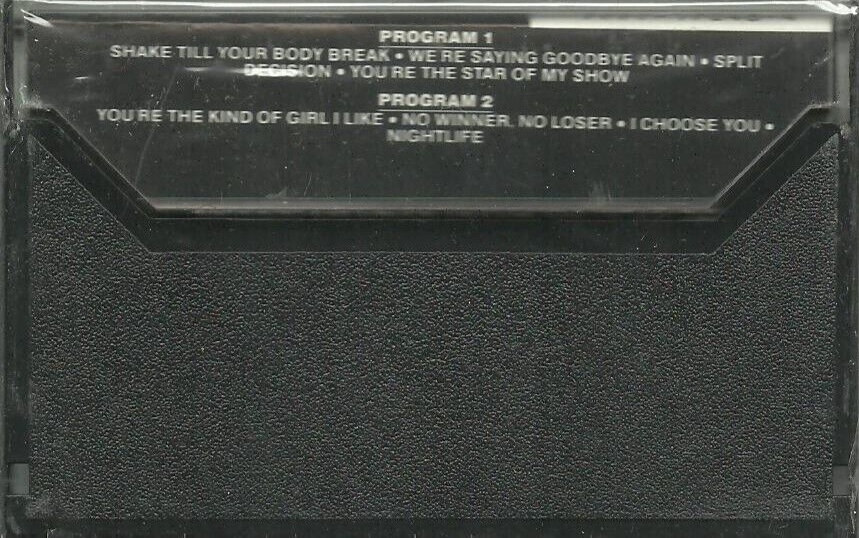 PROGRAM 1
SHAKE TILL YOUR BODY BREAK • WE'RE SAYING GOODBYE AGAIN • SPLIT
DECISION • YOU'RE THE STAR OF MY SHOW
PROGRAM 2
YOU'RE THE KIND OF GIRL I LIKE • NO WINNER, NO LOSER • I CHOOSE YOU •
NIGHTLIFE